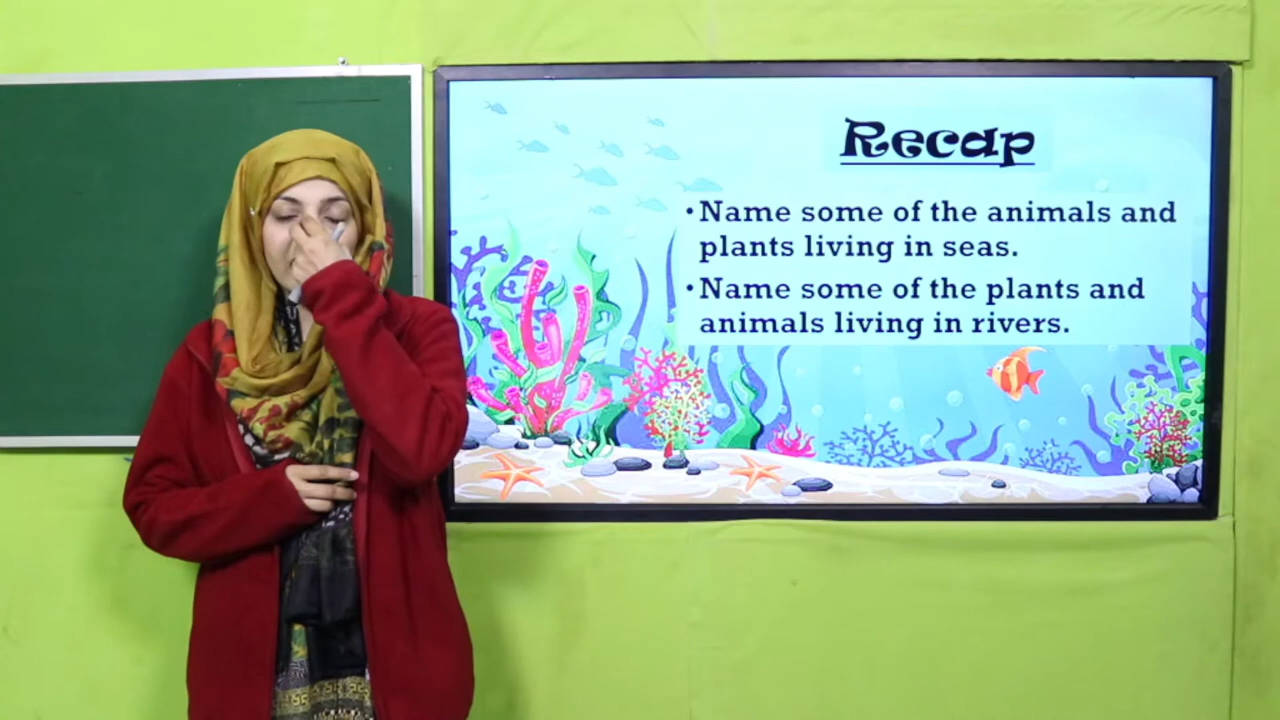 Recap
•Name some of the animals and
plants living in seas.
•Name some of the plants and
animals living in rivers.